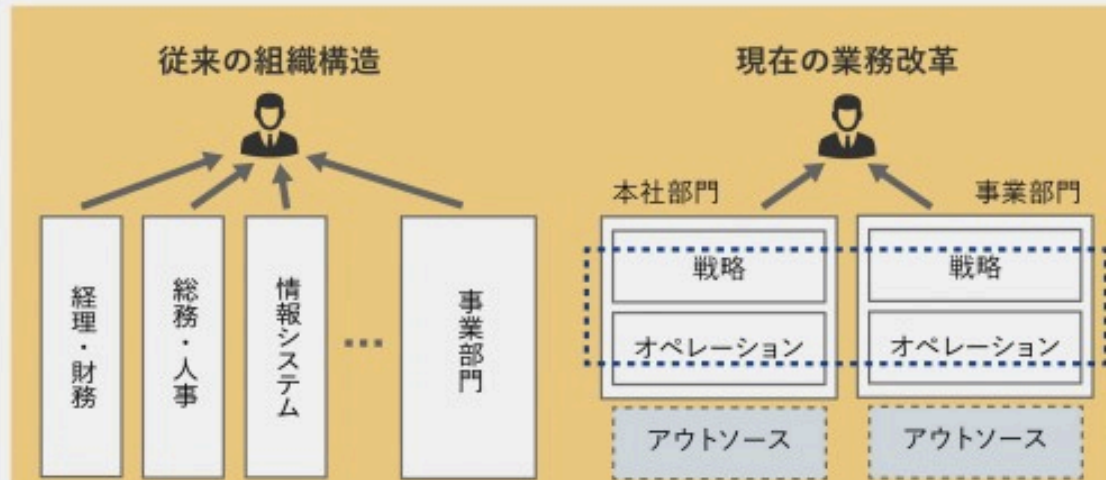 従来の組織構造
経理・財務
総務・人事
情報システム
…
事業部門
現在の業務改革
本社部門
事業部門
戦略
オペレーション
アウトソース
戦略
オペレーション
アウトソース